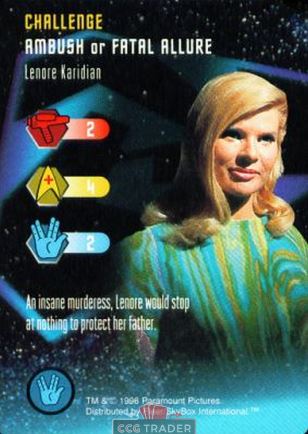 CHALLENGE
AMBUSH or FATAL ALLURE
Lenore Karidian
2
4
2
An insane murderess, Lenore would stop
at nothing to protect her father.
TM & © 1996 Paramount Pictures
Distributed by Fleer/SkyBox International.™
CCG TRADER